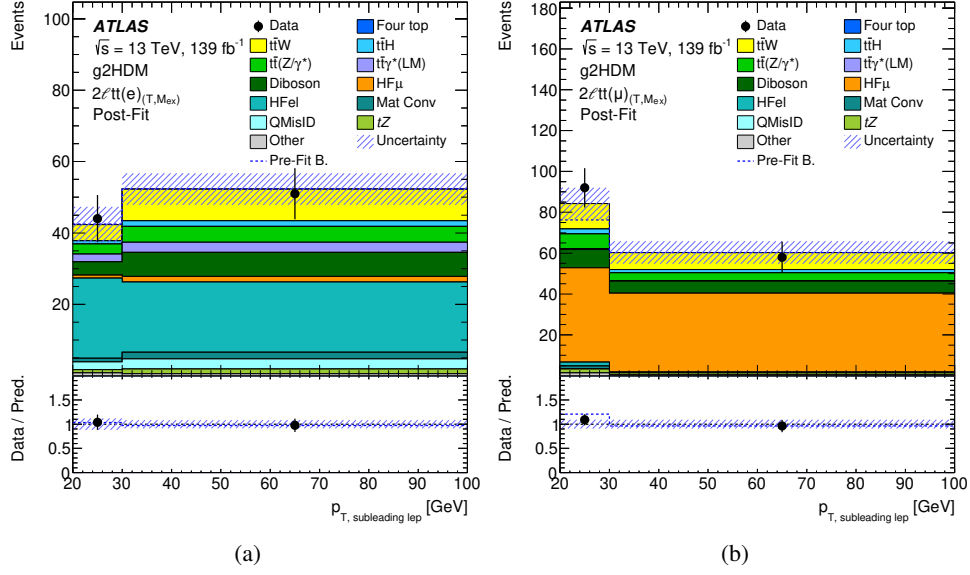 Events
ATLAS
√s = 13 TeV, 139 fb-1
g2HDM
2ℓtt(e)(T,Mex)
Post-Fit
Data
Four top
tt̄W
tt̄H
tt̄(Z/γ*)
tt̄γ*(LM)
Diboson
HFμ
HFel
Mat Conv
QMisID
tZ
Other
Uncertainty
Pre-Fit B.
100
80
60
40
20
Data / Pred.
1.5
1
0.5
0
20 30 40 50 60 70 80 90 100
pT, subleading lep [GeV]
(a)
Events
ATLAS
√s = 13 TeV, 139 fb-1
g2HDM
2ℓtt(μ)(T,Mex)
Post-Fit
Data
Four top
tt̄W
tt̄H
tt̄(Z/γ*)
tt̄γ*(LM)
Diboson
HFμ
HFel
Mat Conv
QMisID
tZ
Other
Uncertainty
Pre-Fit B.
180
160
140
120
100
80
60
40
20
Data / Pred.
1.5
1
0.5
0
20 30 40 50 60 70 80 90 100
pT, subleading lep [GeV]
(b)